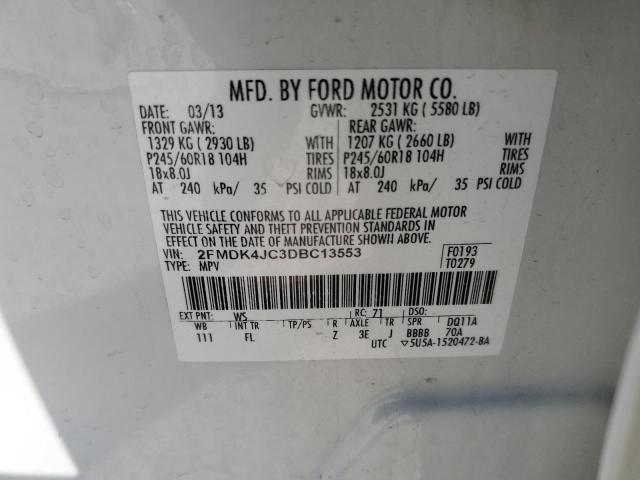 MFD. BY FORD MOTOR CO.
DATE: 03/13 GVWR: 2531 KG ( 5580 LB)
FRONT GAWR: REAR GAWR:
1329 KG ( 2930 LB) WITH 1207 KG ( 2660 LB) WITH
P245/60R18 104H TIRES P245/60R18 104H TIRES
18x8.0J RIMS 18x8.0J RIMS
AT 240 kPa/ 35 PSI COLD AT 240 kPa/ 35 PSI COLD
THIS VEHICLE CONFORMS TO ALL APPLICABLE FEDERAL MOTOR
VEHICLE SAFETY AND THEFT PREVENTION STANDARDS IN
EFFECT ON THE DATE OF MANUFACTURE SHOWN ABOVE.
VIN: 2FMDK4JC3DBC13553 F0193
TYPE: MPV T0279
EXT PNT: WS RC: 71 DSO:
WB INT TR TP/PS R AXLE TR SPR DQ11A
111 FL Z 3E J BBBB 70A
UTC ▽5U5A-1520472-BA